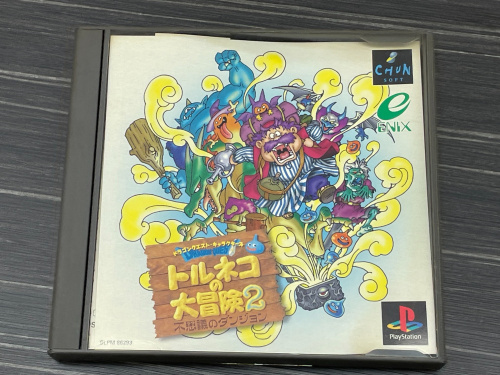 CHUN
SOFT
ENIX
ドラゴンクエスト・キャラクターズ
トルネコ
の
大冒険2
不思議のダンジョン
PlayStation